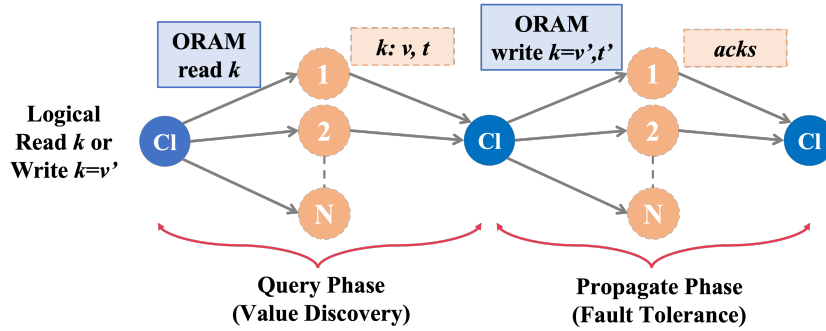 ORAM
read k
k: v, t
ORAM
write k=v’,t’
acks
Logical
Read k or
Write k=v’
Cl
1
2
N
Cl
1
2
N
Cl
Query Phase
(Value Discovery)
Propagate Phase
(Fault Tolerance)